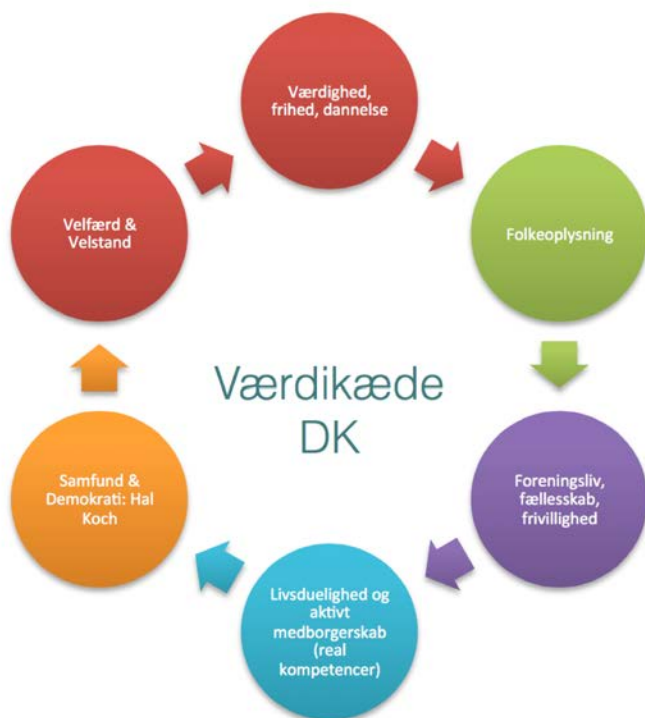 Værdighed,
frihed, dannelse
Folkeoplysning
Foreningsliv,
fællesskab,
frivillighed
Livsduelighed og
aktivt
medborgerskab
(real
kompetencer)
Samfund &
Demokrati: Hal
Koch
Velfærd &
Velstand
Værdikæde
DK